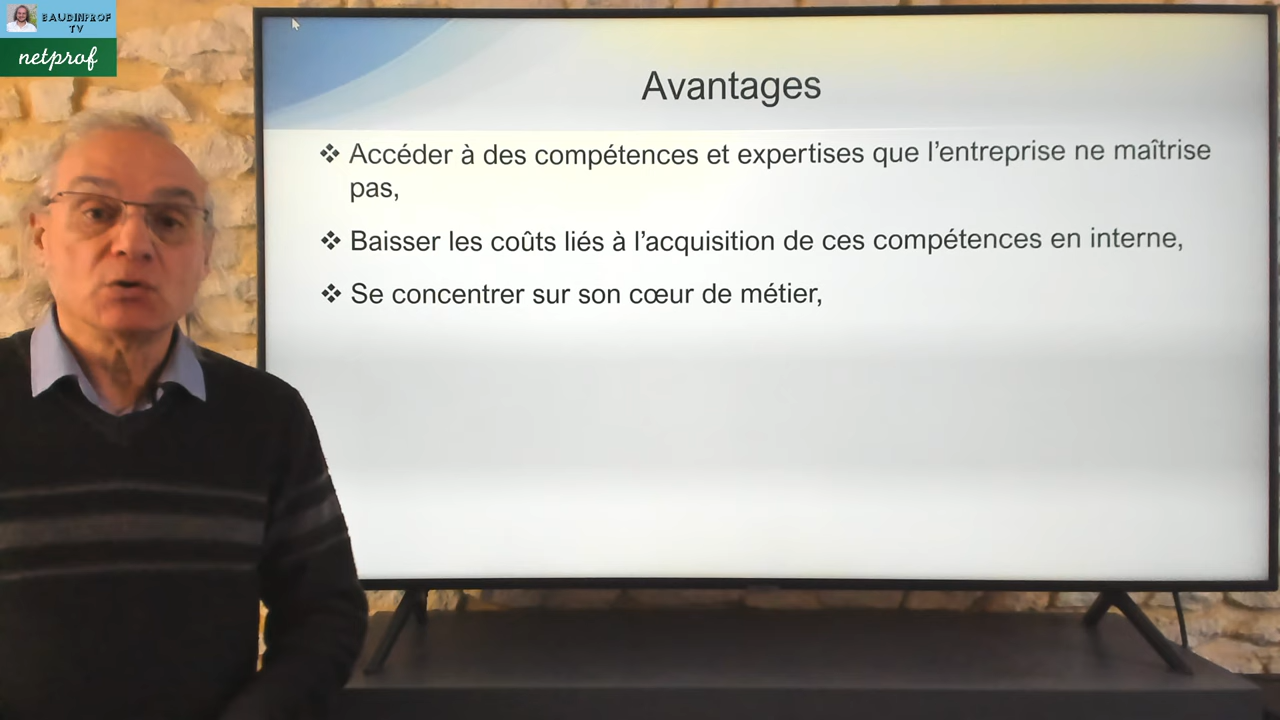 BAUDINPROF
TV
netprof
Avantages
❖ Accéder à des compétences et expertises que l’entreprise ne maîtrise
pas,
❖ Baisser les coûts liés à l’acquisition de ces compétences en interne,
❖ Se concentrer sur son cœur de métier,